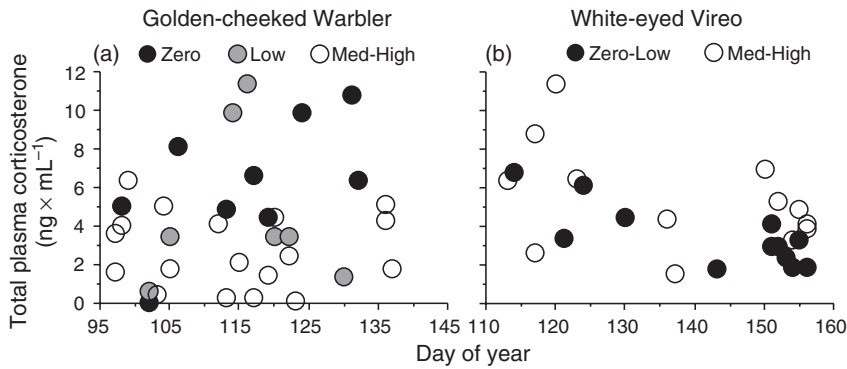 Golden-cheeked Warbler
White-eyed Vireo
(a) Zero Low Med-High
(b) Zero-Low Med-High
Total plasma corticosterone
(ng × mL⁻¹)
12
10
8
6
4
2
0
95 105 115 125 135 145
110 120 130 140 150 160
Day of year